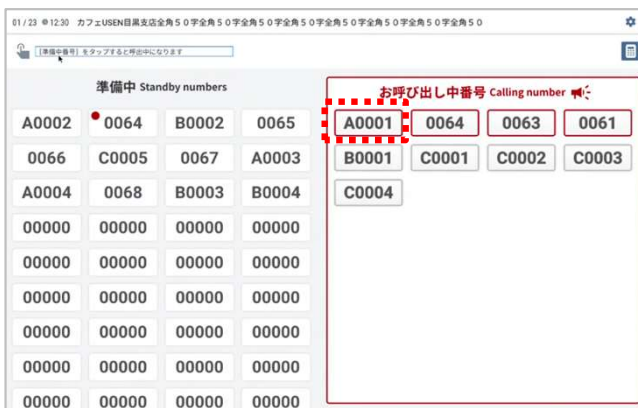 01/23 12:30 カフェUSEN目黒支店全角５０字全角５０字全角５０字全角５０字全角５０字全角５０字全角５０
[準備中番号] をタップすると呼出中になります
準備中 Standby numbers
A0002 0064 B0002 0065
0066 C0005 0067 A0003
A0004 0068 B0003 B0004
00000 00000 00000 00000
00000 00000 00000 00000
00000 00000 00000 00000
00000 00000 00000 00000
00000 00000 00000 00000
00000 00000 00000 00000
お呼び出し中番号 Calling number
A0001 0064 0063 0061
B0001 C0001 C0002 C0003
C0004